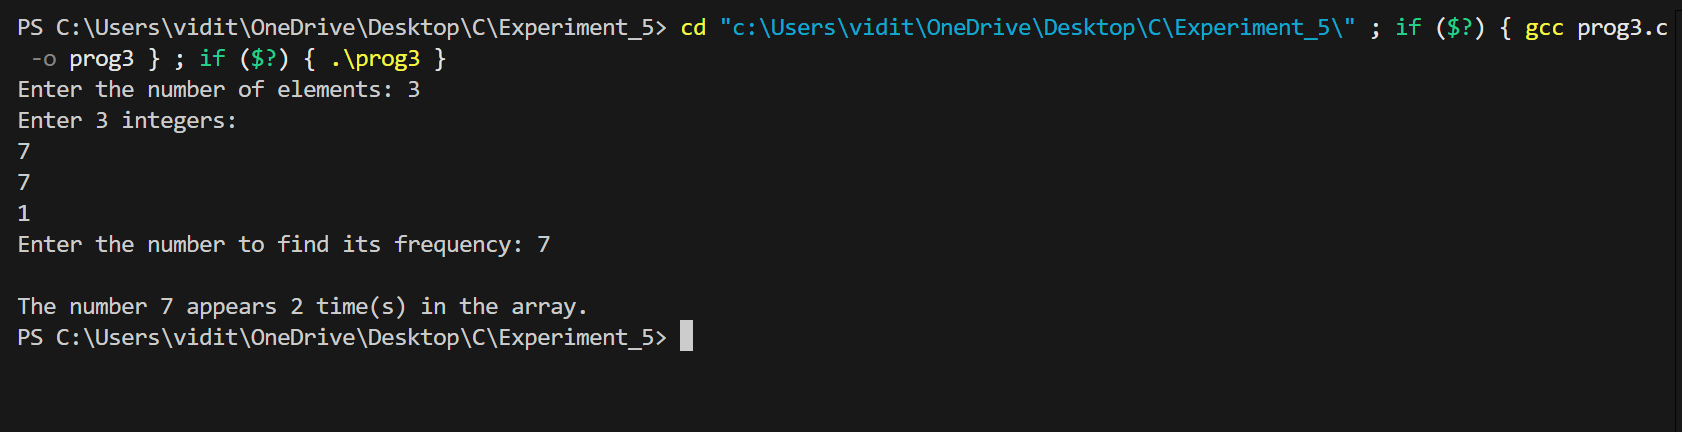 PS C:\Users\vidit\OneDrive\Desktop\C\Experiment_5> cd "c:\Users\vidit\OneDrive\Desktop\C\Experiment_5\" ; if ($?) { gcc prog3.c
-o prog3 } ; if ($?) { .\prog3 }
Enter the number of elements: 3
Enter 3 integers:
7
7
1
Enter the number to find its frequency: 7
The number 7 appears 2 time(s) in the array.
PS C:\Users\vidit\OneDrive\Desktop\C\Experiment_5>